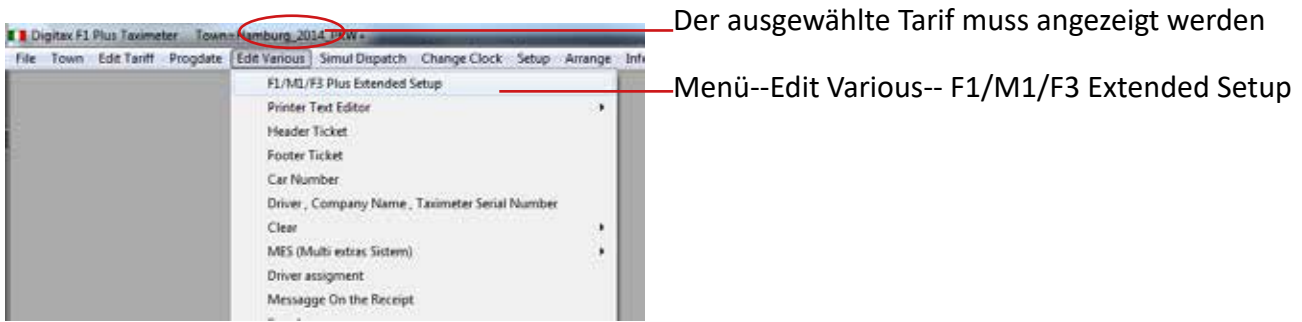 Digitax F1 Plus Taximeter Town=Hamburg_2014_PKW
Der ausgewählte Tarif muss angezeigt werden
File Town Edit Tariff Progdate Edit Various Simul Dispatch Change Clock Setup Arrange
Menü--Edit Various-- F1/M1/F3 Extended Setup
F1/M1/F3 Plus Extended Setup
Printer Text Editor
Header Ticket
Footer Ticket
Car Number
Driver , Company Name , Taximeter Serial Number
Clear
MES (Multi extras Sistem)
Driver assigment
Messagge On the Receipt